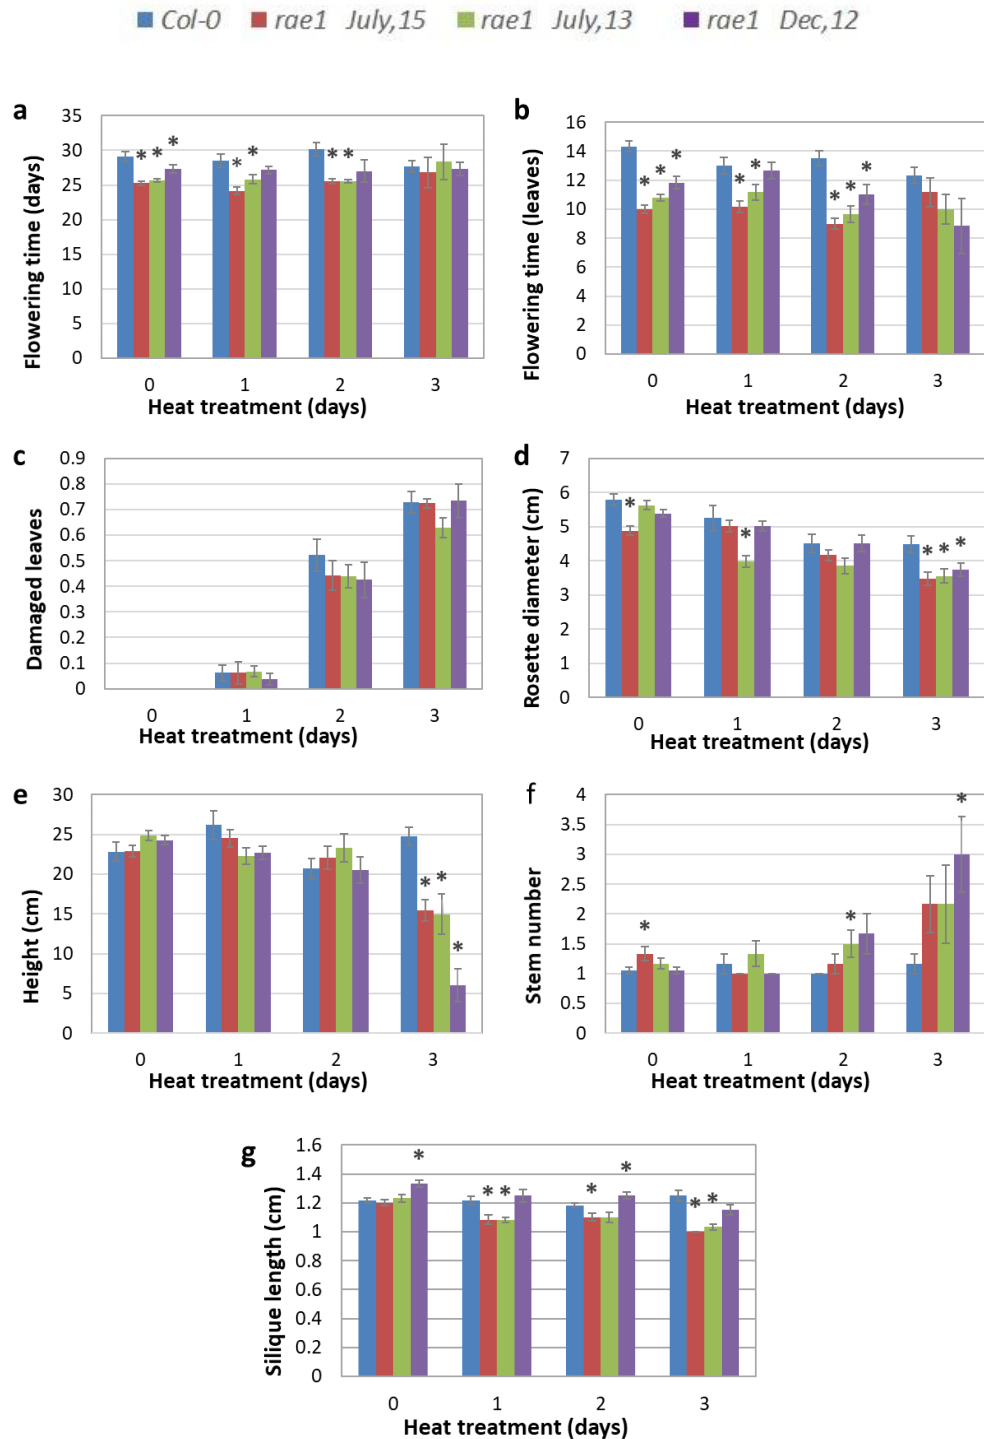 Col-0 rae1 July,15 rae1 July,13 rae1 Dec,12
a
35
30
25
20
15
10
5
0
Flowering time (days)
* * *
* *
* *
0 1 2 3
Heat treatment (days)
b
16
14
12
10
8
6
4
2
0
Flowering time (leaves)
* * *
* *
* * *
0 1 2 3
Heat treatment (days)
c
0.9
0.8
0.7
0.6
0.5
0.4
0.3
0.2
0.1
0
Damaged leaves
0 1 2 3
Heat treatment (days)
d
7
6
5
4
3
2
1
0
Rosette diameter (cm)
*
*
* * *
0 1 2 3
Heat treatment (days)
e
30
25
20
15
10
5
0
Height (cm)
* * *
0 1 2 3
Heat treatment (days)
f
4
3.5
3
2.5
2
1.5
1
0.5
0
Stem number
*
*
*
0 1 2 3
Heat treatment (days)
g
1.6
1.4
1.2
1
0.8
0.6
0.4
0.2
0
Silique length (cm)
*
* *
* *
* *
0 1 2 3
Heat treatment (days)